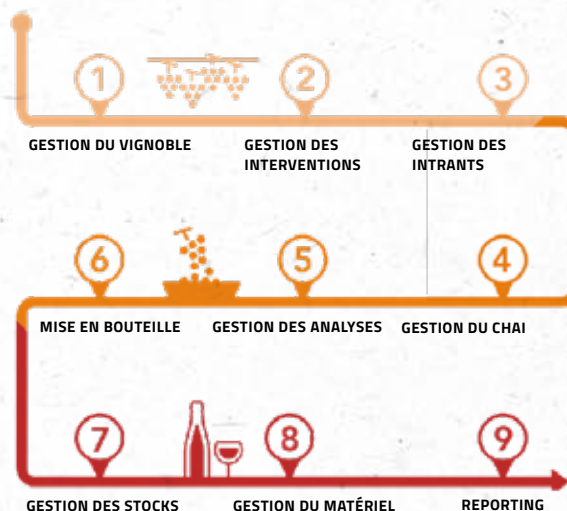 1
2
3
GESTION DU VIGNOBLE
GESTION DES
INTERVENTIONS
GESTION DES
INTRANTS
6
5
4
MISE EN BOUTEILLE
GESTION DES ANALYSES
GESTION DU CHAI
7
8
9
GESTION DES STOCKS
GESTION DU MATÉRIEL
REPORTING